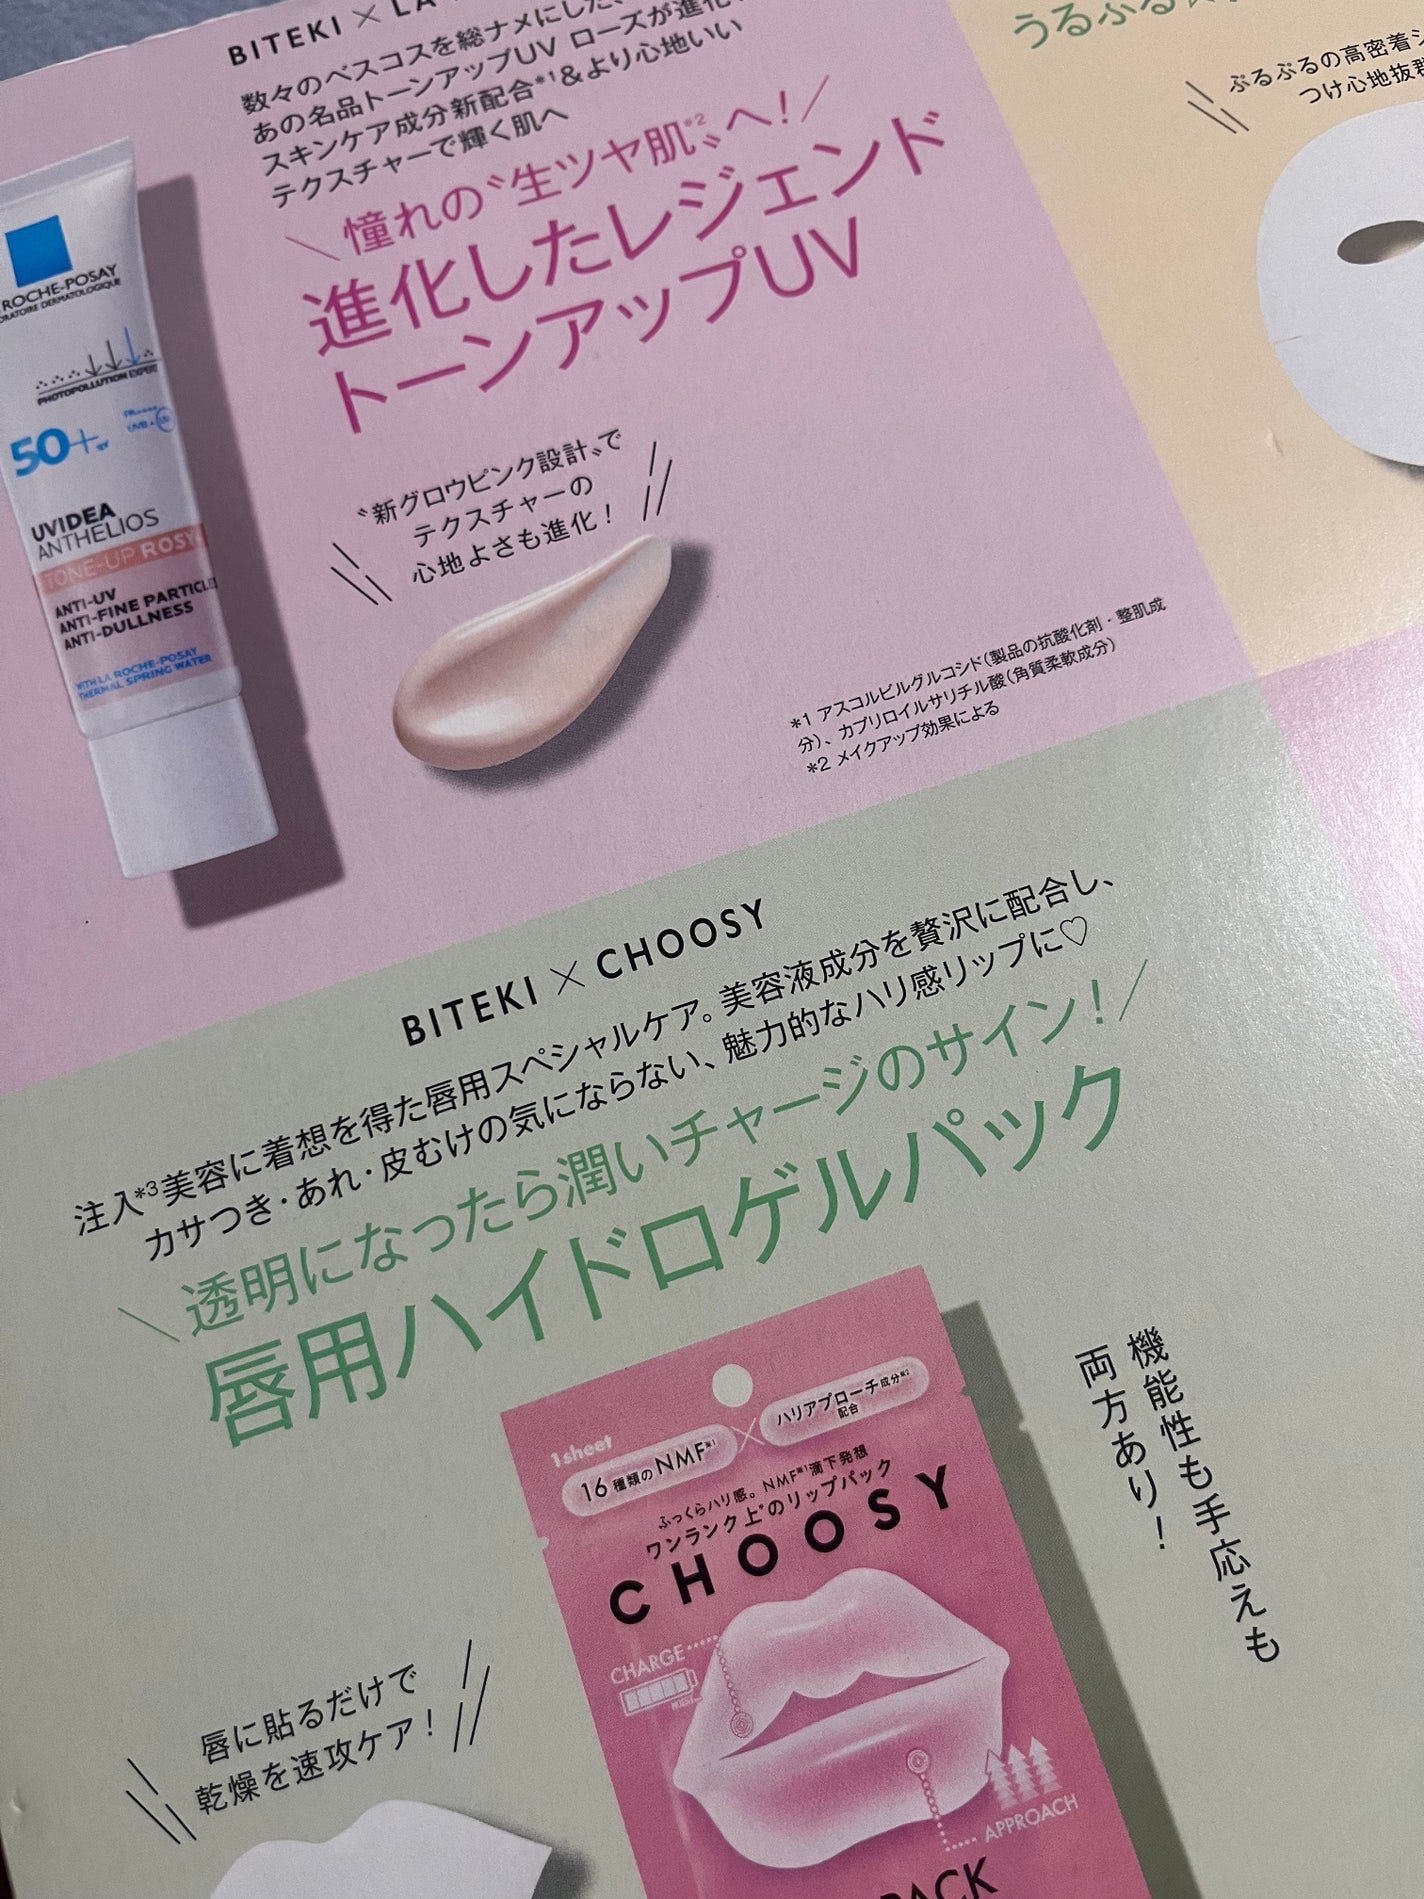 BITEKI × LA
数々のベスコスを総ナメにした、
あの名品トーンアップUV ローズが進化
スキンケア成分新配合*1&より心地いい
テクスチャーで輝く肌へ
憧れの〝生ツヤ肌*2〟へ!
進化したレジェンド
トーンアップUV
ROCHE-POSAY
LABORATOIRE DERMATOLOGIQUE
PHOTOPOLLUTION EXPERT
50+
UVIDEA
ANTHELIOS
TONE-UP ROSY
ANTI-UV
ANTI-FINE PARTICLE
ANTI-DULLNESS
WITH LA ROCHE-POSAY
THERMAL SPRING WATER
〝新グロウピンク設計〟で
テクスチャーの
心地よさも進化!
*1 アスコルビルグルコシド(製品の抗酸化剤・整肌成
分)、カプリロイルサリチル酸(角質柔軟成分)
*2 メイクアップ効果による
うるぷる
ぷるぷるの高密着シ
つけ心地抜群
BITEKI × CHOOSY
注入*3美容に着想を得た唇用スペシャルケア。美容液成分を贅沢に配合し、
カサつき・あれ・皮むけの気にならない、魅力的なハリ感リップに♡
透明になったら潤いチャージのサイン!
唇用ハイドロゲルパック
1sheet
16種類のNMF※1
×
ハリアプローチ成分※2
配合
ふっくらハリ感。NMF※1滴下発想
ワンランク上*のリップパック
CHOOSY
CHARGE
APPROACH
PACK
機能性も手応えも
両方あり!
唇に貼るだけで
乾燥を速攻ケア!